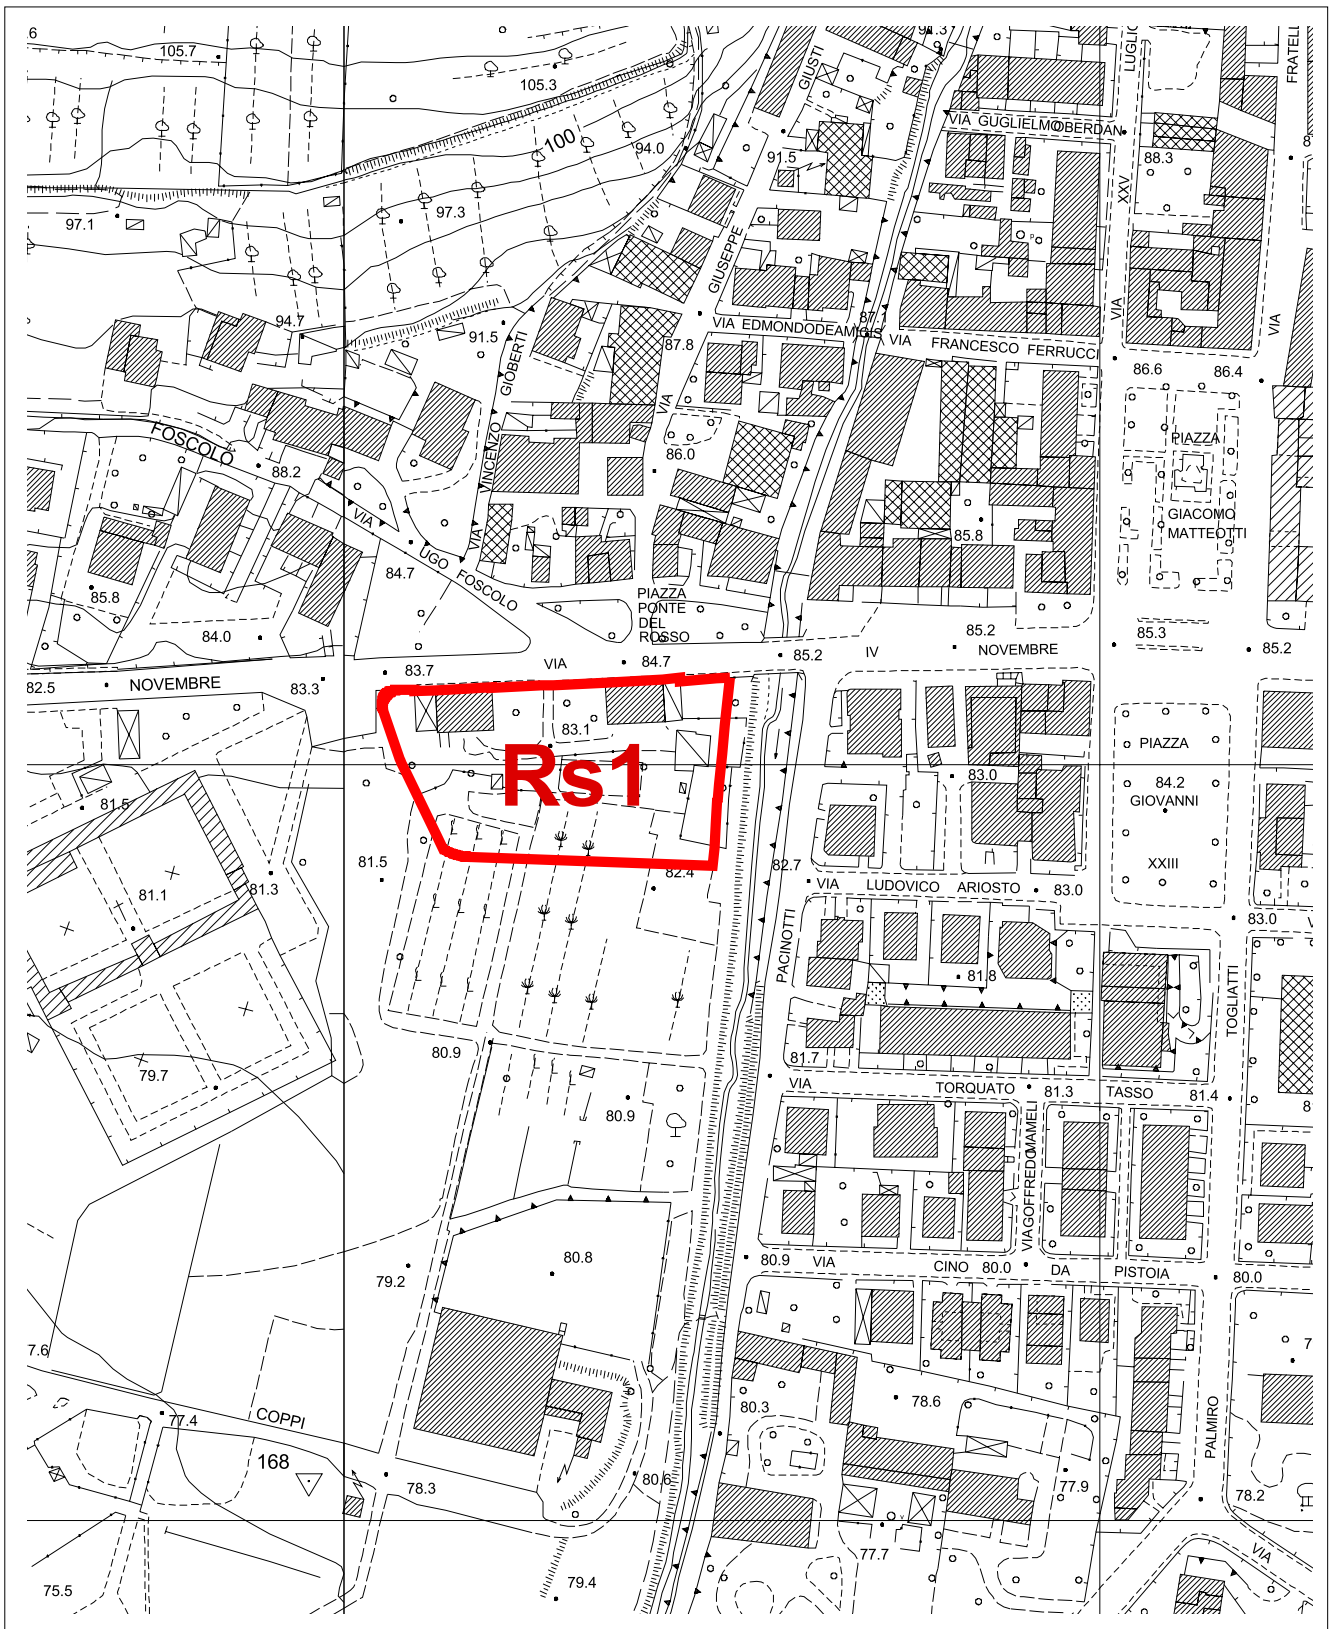 .6
105.7
105.3
100
94.0
97.1
97.3
94.7
91.5
GIUSTI
91.5
92.3
LUGLIO
FRATELL
VIA GUGLIELMO OBERDAN
88.3
8
XXV
VIA
VIA
GIUSEPPE
VIA
VIA EDMONDO DE AMICIS
87.8
87.1
VIA FRANCESCO FERRUCCI
86.6
86.4
GIOBERTI
VINCENZO
VIA
FOSCOLO
88.2
VIA
UGO FOSCOLO
84.7
86.0
PIAZZA
GIACOMO
MATTEOTTI
85.8
85.8
84.0
PIAZZA
PONTE
DEL
ROSSO
85.2
85.3
85.2
82.5
NOVEMBRE
83.3
83.7
VIA
84.7
85.2
IV
NOVEMBRE
83.1
Rs1
PIAZZA
83.0
84.2
GIOVANNI
XXIII
81.5
81.1
81.3
81.5
82.4
82.7
VIA LUDOVICO ARIOSTO
83.0
83.0
V
PACINOTTI
81.8
TOGLIATTI
79.7
80.9
80.9
81.7
VIA
TORQUATO
81.3
TASSO
81.4
8
VIA GOFFREDO MAMELI
79.2
80.8
80.9
VIA
CINO
80.0
DA
PISTOIA
80.0
7.6
7
77.4
COPPI
168
78.3
80.6
80.3
78.6
77.9
PALMIRO
78.2
VIA
75.5
79.4
77.7